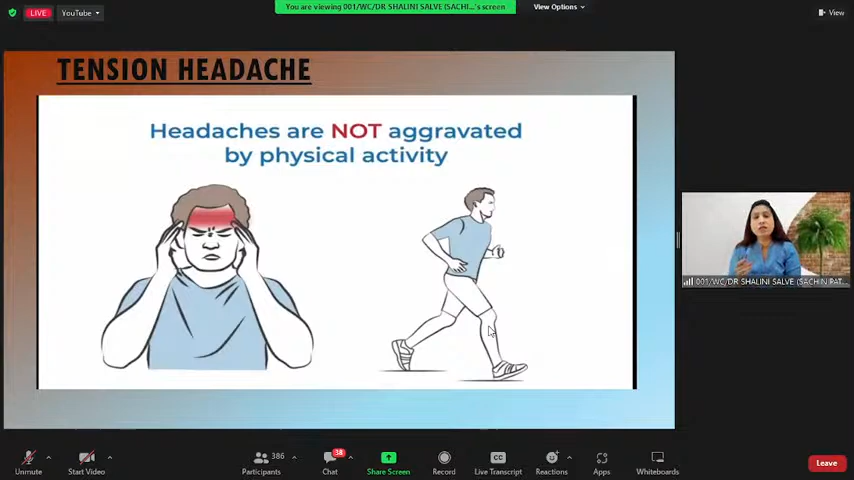 LIVE
YouTube
You are viewing 001/WC/DR SHALINI SALVE (SACHI...'s screen
View Options
View
TENSION HEADACHE
Headaches are NOT aggravated
by physical activity
001/WC/DR SHALINI SALVE (SACHIN PAT...
Unmute
Start Video
386
Participants
38
Chat
Share Screen
Record
CC
Live Transcript
Reactions
Apps
Whiteboards
Leave